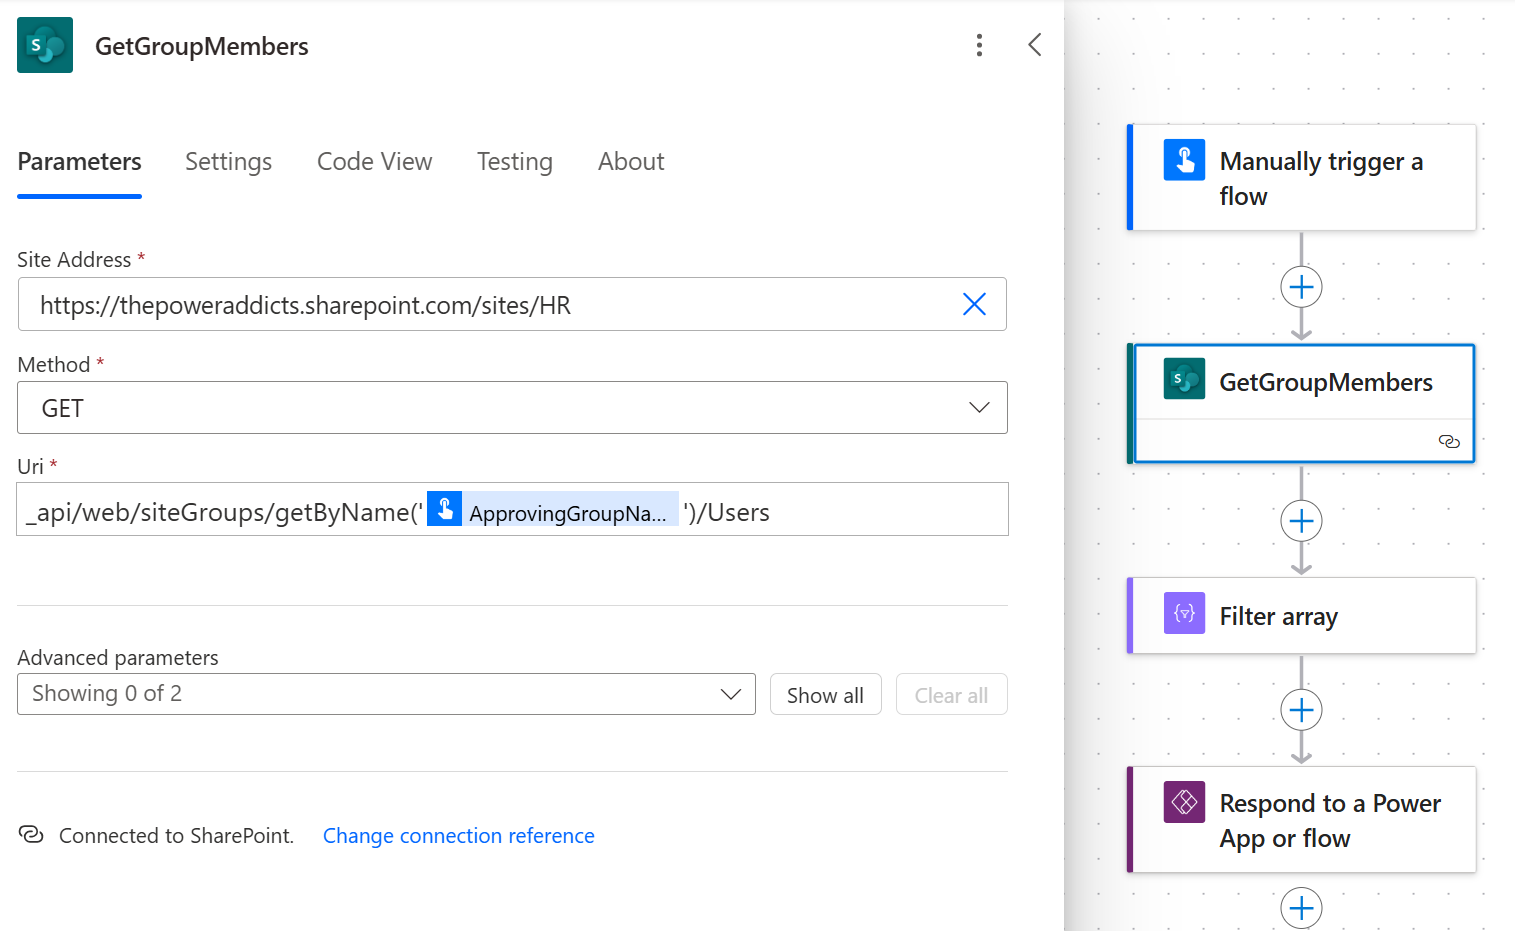 GetGroupMembers
Parameters
Settings
Code View
Testing
About
Site Address *
https://thepoweraddicts.sharepoint.com/sites/HR
Method *
GET
Uri *
_api/web/siteGroups/getByName(' ApprovingGroupNa... ')/Users
Advanced parameters
Showing 0 of 2
Show all
Clear all
Connected to SharePoint.
Change connection reference
Manually trigger a
flow
GetGroupMembers
Filter array
Respond to a Power
App or flow